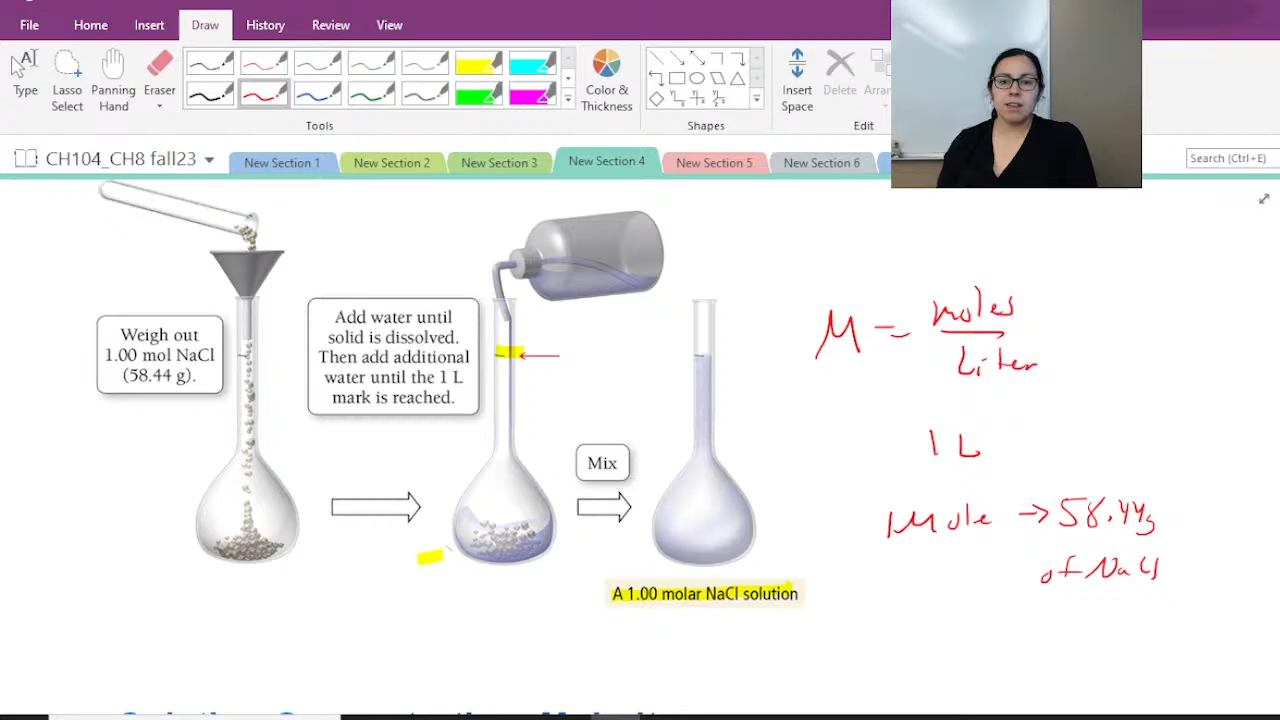 File Home Insert Draw History Review View
Type
Lasso Select
Panning Hand
Eraser
Color & Thickness
Insert Space
Delete
Tools
Shapes
Edit
CH104_CH8 fall23
New Section 1
New Section 2
New Section 3
New Section 4
New Section 5
New Section 6
Search (Ctrl+E)
Weigh out
1.00 mol NaCl
(58.44 g).
Add water until
solid is dissolved.
Then add additional
water until the 1 L
mark is reached.
Mix
A 1.00 molar NaCl solution
M = moles
Liter
1 L
1 Mole → 58.44g
of NaCl